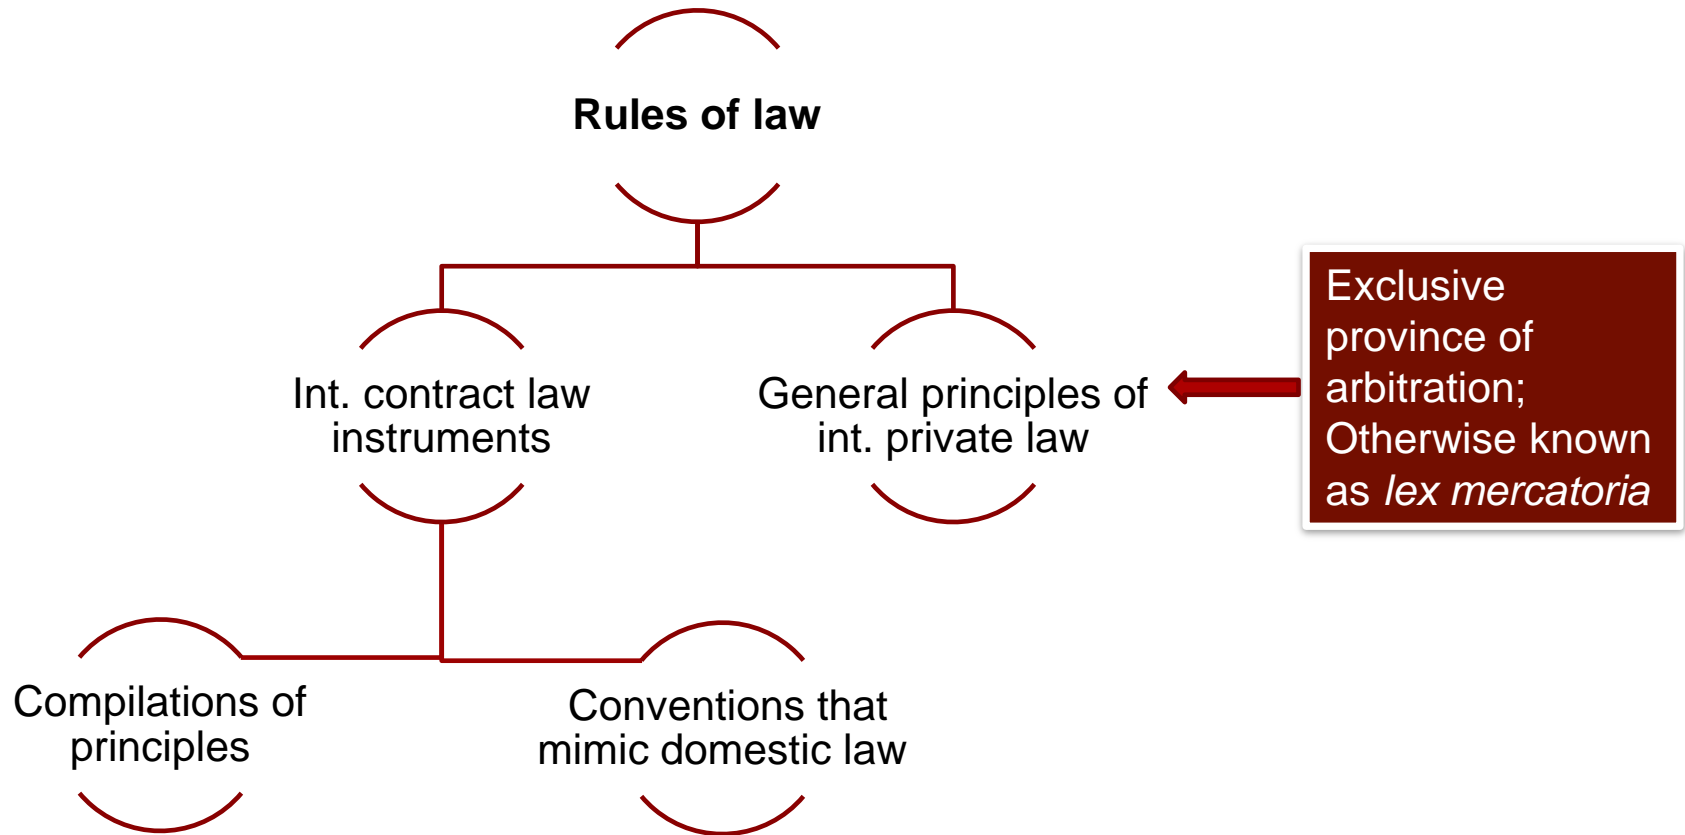 Rules of law
Int. contract law
instruments
General principles of
int. private law
Exclusive
province of
arbitration;
Otherwise known
as lex mercatoria
Compilations of
principles
Conventions that
mimic domestic law